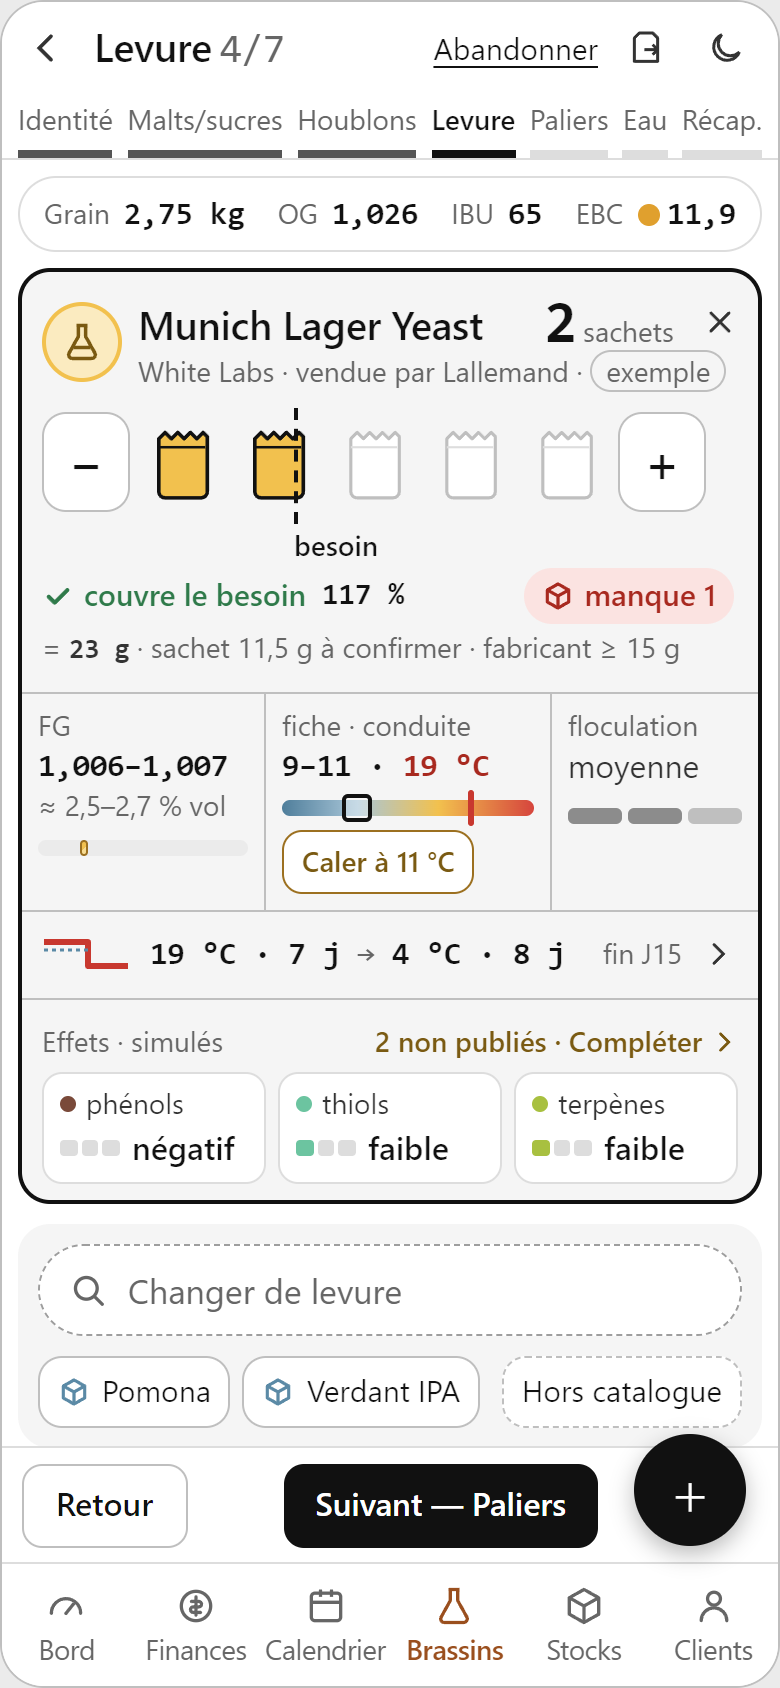 Levure 4/7 Abandonner
Identité Malts/sucres Houblons Levure Paliers Eau Récap.
Grain 2,75 kg OG 1,026 IBU 65 EBC 11,9
Munich Lager Yeast 2 sachets
White Labs · vendue par Lallemand · exemple
− +
besoin
couvre le besoin 117 % manque 1
= 23 g · sachet 11,5 g à confirmer · fabricant ≥ 15 g
FG fiche · conduite floculation
1,006–1,007 9–11 · 19 °C moyenne
≈ 2,5–2,7 % vol
Caler à 11 °C
19 °C · 7 j → 4 °C · 8 j fin J15
Effets · simulés 2 non publiés · Compléter
phénols thiols terpènes
négatif faible faible
Changer de levure
Pomona Verdant IPA Hors catalogue
Retour Suivant — Paliers +
Bord Finances Calendrier Brassins Stocks Clients